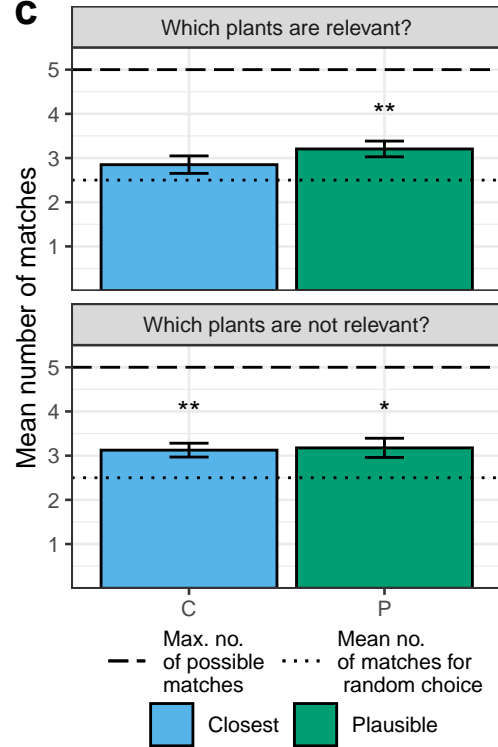 C
Which plants are relevant?
Mean number of matches
5
4
3
2
1
**
Which plants are not relevant?
5
4
3
2
1
**
*
C
P
Max. no.
of possible
matches
Mean no.
of matches for
random choice
Closest
Plausible